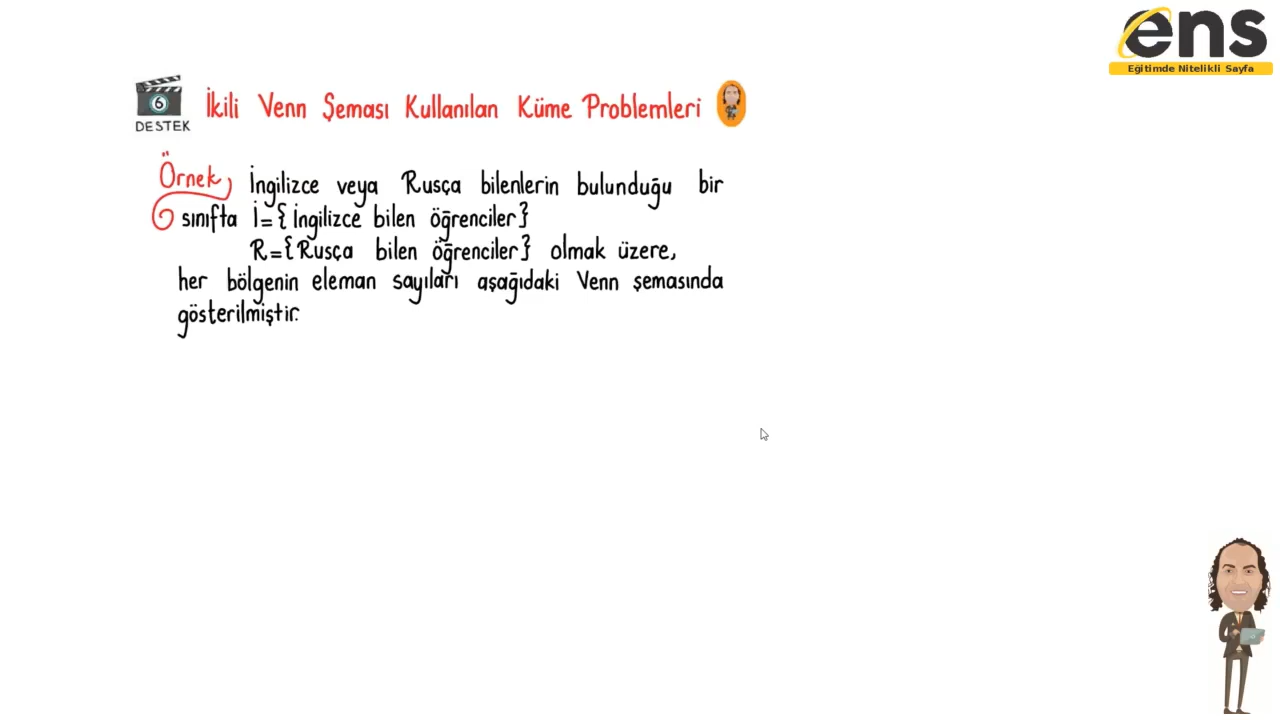 ens
Eğitimde Nitelikli Sayfa
6
DESTEK
İkili Venn Şeması Kullanılan Küme Problemleri
Örnek, İngilizce veya Rusça bilenlerin bulunduğu bir
sınıfta İ={İngilizce bilen öğrenciler}
R={Rusça bilen öğrenciler} olmak üzere,
her bölgenin eleman sayıları aşağıdaki Venn şemasında
gösterilmiştir.